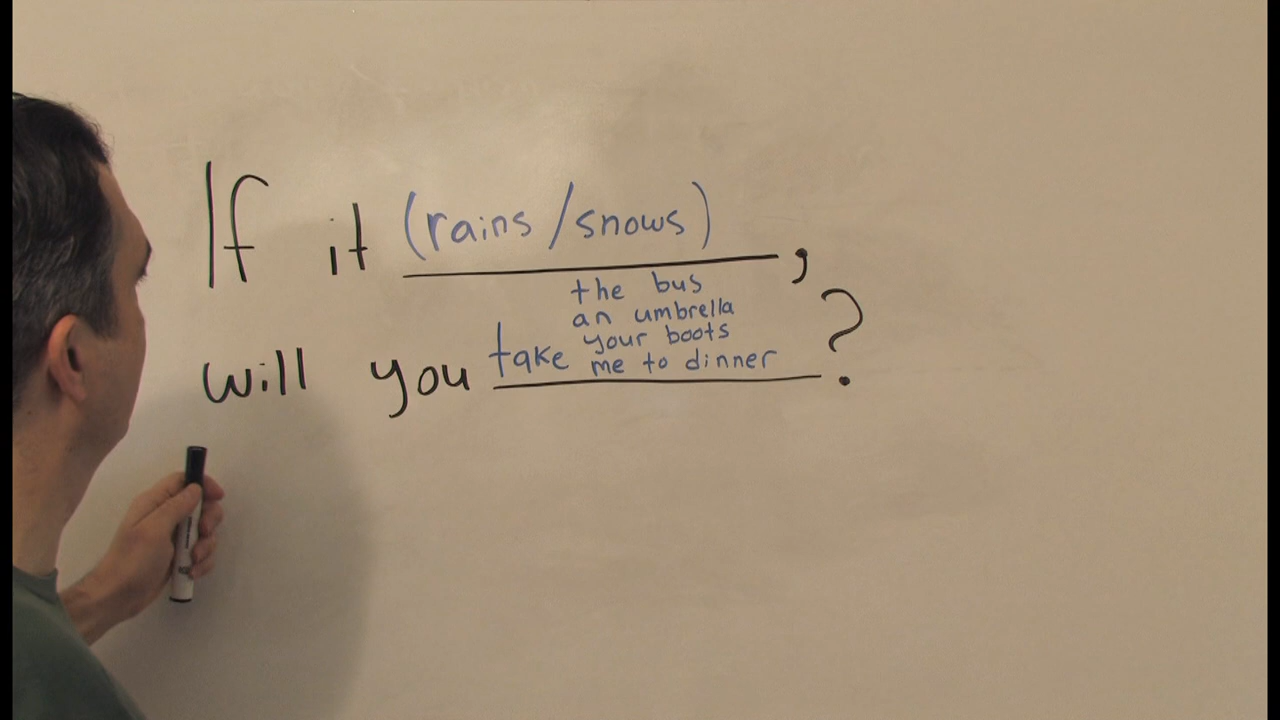 If it (rains/snows),
the bus
an umbrella
your boots
will you take me to dinner?